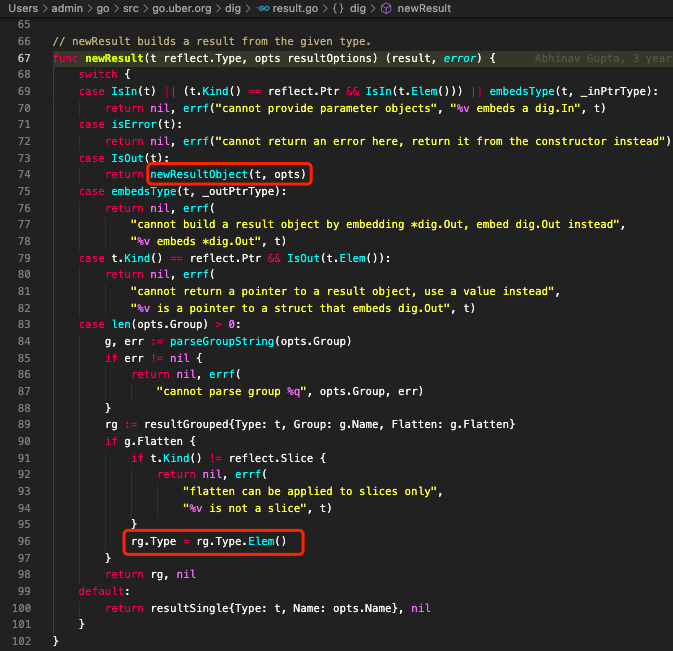 Users > admin > go > src > go.uber.org > dig > result.go > {} dig > newResult
65
66 // newResult builds a result from the given type.
67 func newResult(t reflect.Type, opts resultOptions) (result, error) { Abhinav Gupta, 3 year
68 switch {
69 case IsIn(t) || (t.Kind() == reflect.Ptr && IsIn(t.Elem())) || embedsType(t, _inPtrType):
70 return nil, errf("cannot provide parameter objects", "%v embeds a dig.In", t)
71 case isError(t):
72 return nil, errf("cannot return an error here, return it from the constructor instead")
73 case IsOut(t):
74 return newResultObject(t, opts)
75 case embedsType(t, _outPtrType):
76 return nil, errf(
77 "cannot build a result object by embedding *dig.Out, embed dig.Out instead",
78 "%v embeds *dig.Out", t)
79 case t.Kind() == reflect.Ptr && IsOut(t.Elem()):
80 return nil, errf(
81 "cannot return a pointer to a result object, use a value instead",
82 "%v is a pointer to a struct that embeds dig.Out", t)
83 case len(opts.Group) > 0:
84 g, err := parseGroupString(opts.Group)
85 if err != nil {
86 return nil, errf(
87 "cannot parse group %q", opts.Group, err)
88 }
89 rg := resultGrouped{Type: t, Group: g.Name, Flatten: g.Flatten}
90 if g.Flatten {
91 if t.Kind() != reflect.Slice {
92 return nil, errf(
93 "flatten can be applied to slices only",
94 "%v is not a slice", t)
95 }
96 rg.Type = rg.Type.Elem()
97 }
98 return rg, nil
99 default:
100 return resultSingle{Type: t, Name: opts.Name}, nil
101 }
102 }